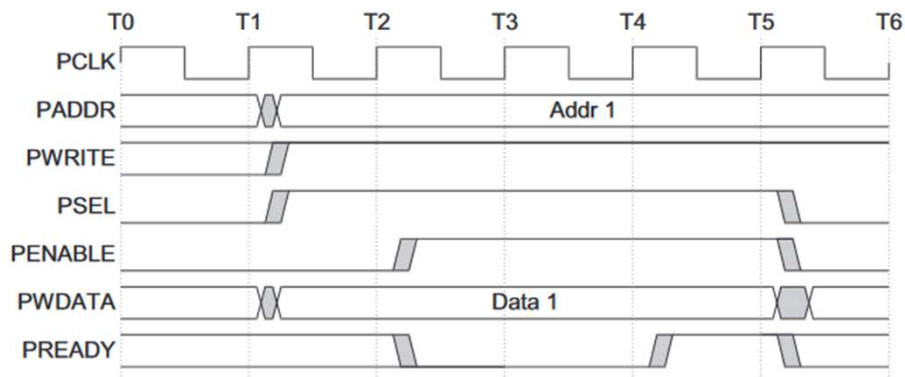 T0 T1 T2 T3 T4 T5 T6
PCLK
PADDR Addr 1
PWRITE
PSEL
PENABLE
PWDATA Data 1
PREADY